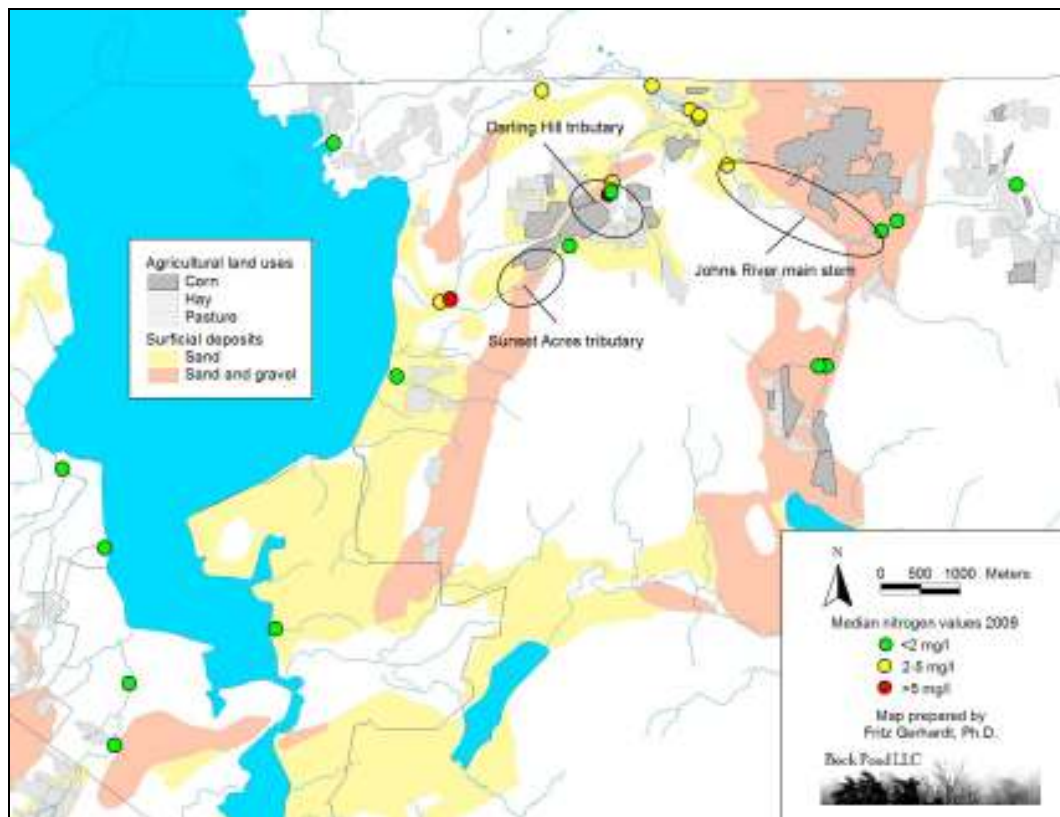 Darling Hill tributary
Johns River main stem
Sunset Acres tributary
Agricultural land uses
Corn
Hay
Pasture
Surficial deposits
Sand
Sand and gravel
N
0 500 1000 Meters
Median nitrogen values 2009
<2 mg/l
2-5 mg/l
>5 mg/l
Map prepared by
Fritz Gerhardt, Ph.D.
Beck Pond LLC